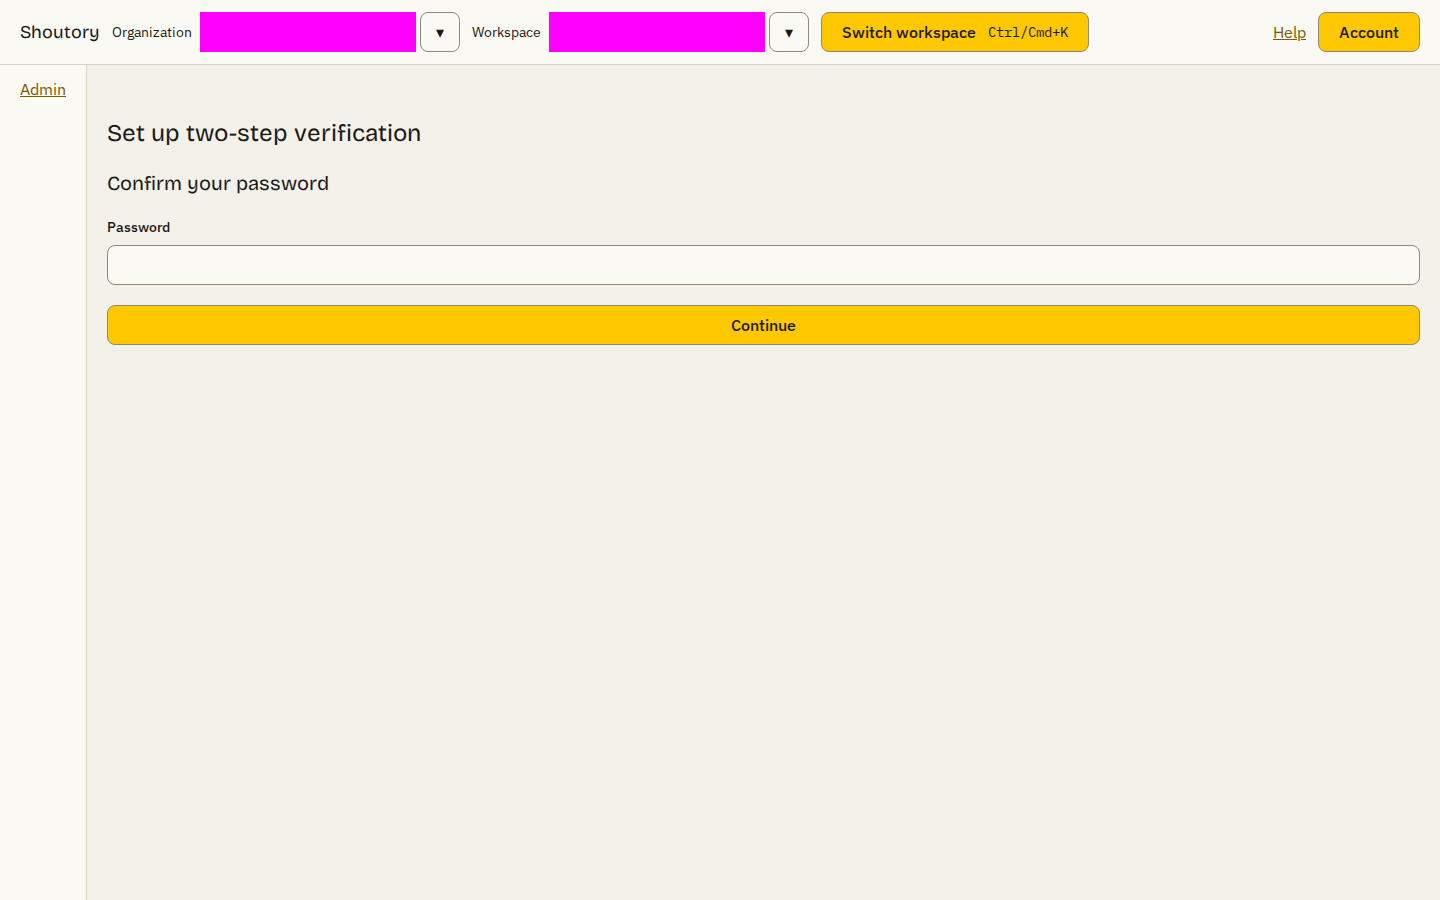 Shoutory
Organization
▼
Workspace
▼
Switch workspace Ctrl/Cmd+K
Help
Account
Admin
Set up two-step verification
Confirm your password
Password
Continue